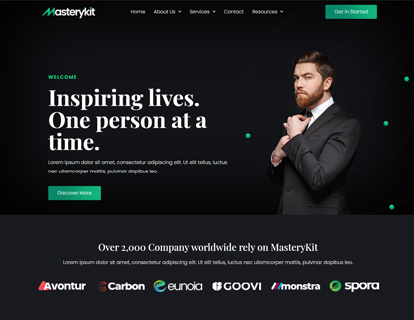 Masterykit
Home About Us Services Contact Resources
Get In Started
WELCOME
Inspiring lives.
One person at a
time.
Lorem ipsum dolor sit amet, consectetur adipiscing elit. Ut elit tellus, luctus
nec ullamcorper mattis, pulvinar dapibus leo.
Discover More
Over 2,000 Company worldwide rely on MasteryKit
Lorem ipsum dolor sit amet, consectetur adipiscing elit. Ut elit tellus, luctus nec ullamcorper mattis, pulvinar dapibus leo.
Avontur Carbon eunoia GOOVI monstra spora